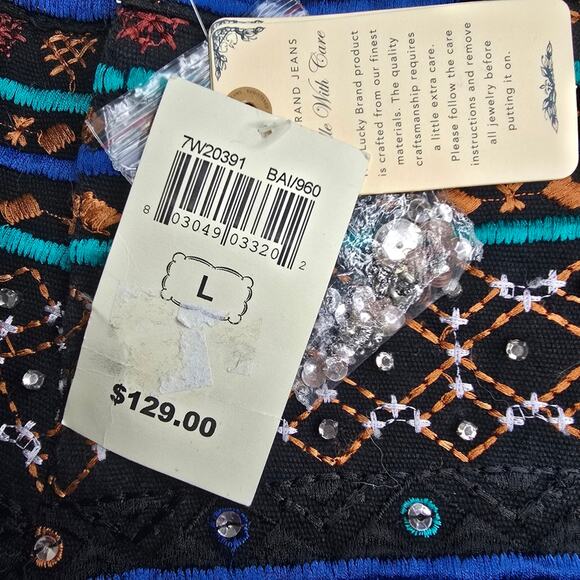 7W20391 BAI/960
8 03049 03320 2
L
$129.00
BRAND JEANS
With Care
Lucky Brand product
is crafted from our finest
materials. The quality
craftsmanship requires
a little extra care.
Please follow the care
instructions and remove
all jewelry before
putting it on.